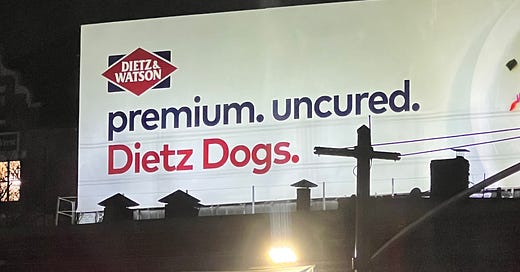 DIETZ &
WATSON
premium. uncured.
Dietz Dogs.